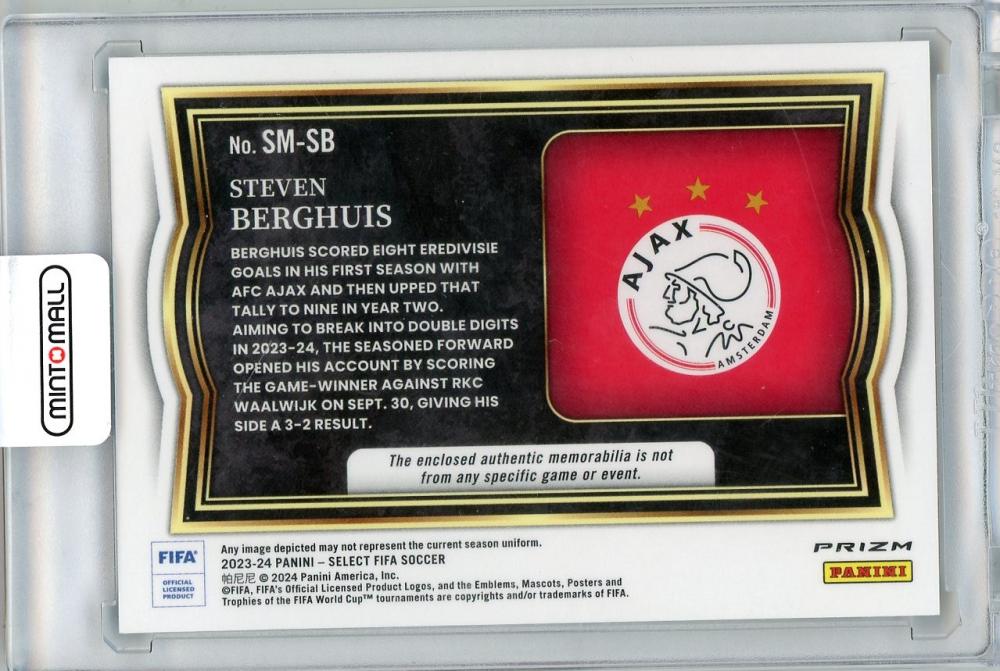 No. SM-SB
STEVEN
BERGHUIS
BERGHUIS SCORED EIGHT EREDIVISIE
GOALS IN HIS FIRST SEASON WITH
AFC AJAX AND THEN UPPED THAT
TALLY TO NINE IN YEAR TWO.
AIMING TO BREAK INTO DOUBLE DIGITS
IN 2023-24, THE SEASONED FORWARD
OPENED HIS ACCOUNT BY SCORING
THE GAME-WINNER AGAINST RKC
WAALWIJK ON SEPT. 30, GIVING HIS
SIDE A 3-2 RESULT.
AJAX
AMSTERDAM
The enclosed authentic memorabilia is not
from any specific game or event.
MINTOMALL
FIFA®
OFFICIAL
LICENSED
PRODUCT
Any image depicted may not represent the current season uniform.
2023-24 PANINI – SELECT FIFA SOCCER
帕尼尼 © 2024 Panini America, Inc.
©FIFA, FIFA's Official Licensed Product Logos, and the Emblems, Mascots, Posters and
Trophies of the FIFA World Cup™ tournaments are copyrights and/or trademarks of FIFA.
PRIZM
PANINI